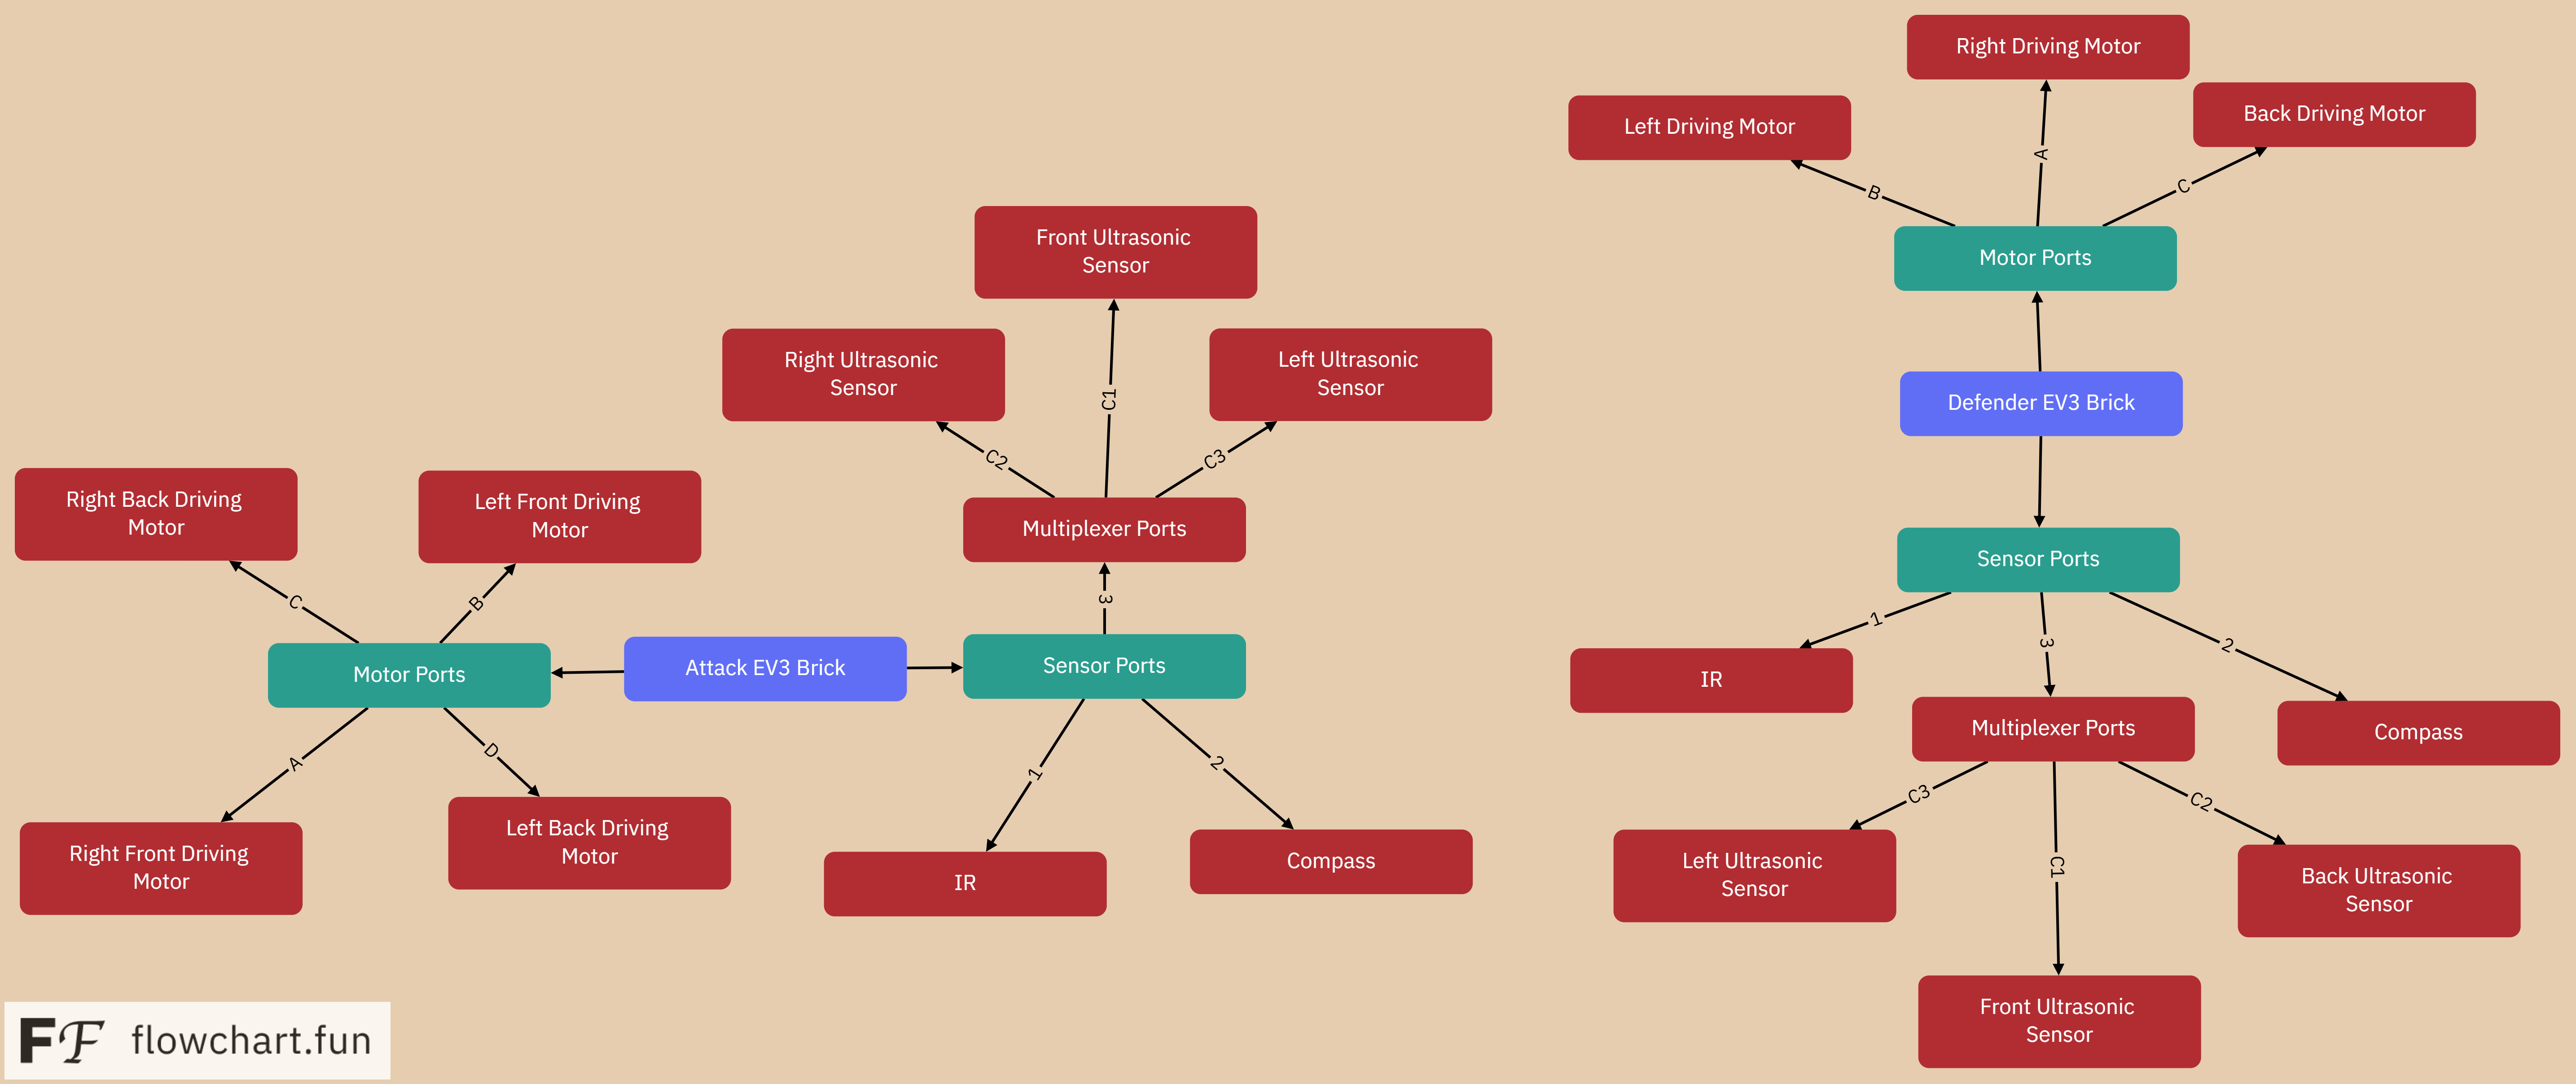 Right Driving Motor
Left Driving Motor
Back Driving Motor
B
A
C
Motor Ports
Defender EV3 Brick
Sensor Ports
1
3
2
IR
Multiplexer Ports
Compass
C3
C1
C2
Left Ultrasonic
Sensor
Back Ultrasonic
Sensor
Front Ultrasonic
Sensor
Front Ultrasonic
Sensor
Right Ultrasonic
Sensor
Left Ultrasonic
Sensor
C2
C1
C3
Multiplexer Ports
3
Right Back Driving
Motor
Left Front Driving
Motor
C
B
Motor Ports
Attack EV3 Brick
Sensor Ports
A
D
1
2
Right Front Driving
Motor
Left Back Driving
Motor
IR
Compass
FF flowchart.fun